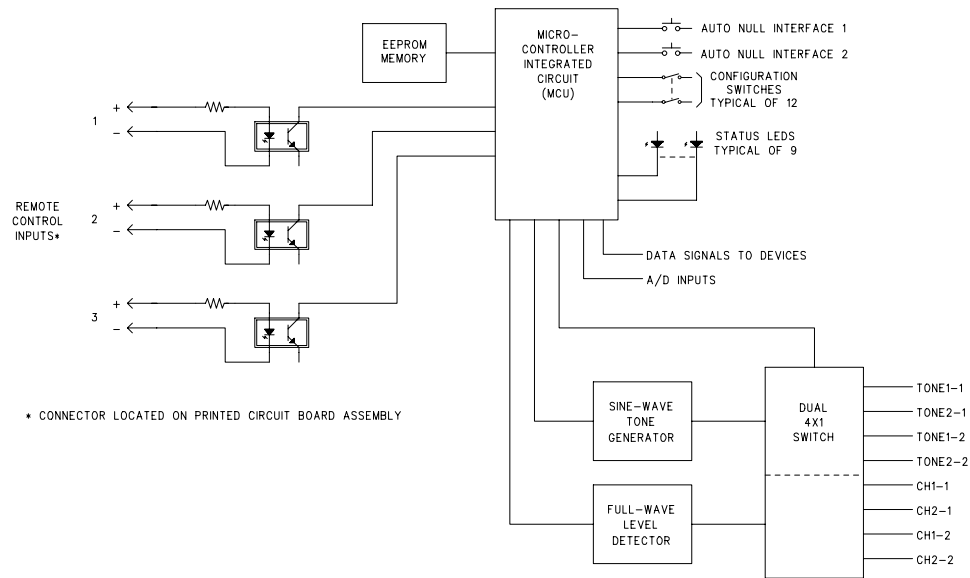 EEPROM
MEMORY
MICRO-
CONTROLLER
INTEGRATED
CIRCUIT
(MCU)
AUTO NULL INTERFACE 1
AUTO NULL INTERFACE 2
CONFIGURATION
SWITCHES
TYPICAL OF 12
STATUS LEDS
TYPICAL OF 9
DATA SIGNALS TO DEVICES
A/D INPUTS
REMOTE
CONTROL
INPUTS*
1
+
-
2
+
-
3
+
-
* CONNECTOR LOCATED ON PRINTED CIRCUIT BOARD ASSEMBLY
SINE-WAVE
TONE
GENERATOR
FULL-WAVE
LEVEL
DETECTOR
DUAL
4X1
SWITCH
TONE1-1
TONE2-1
TONE1-2
TONE2-2
CH1-1
CH2-1
CH1-2
CH2-2